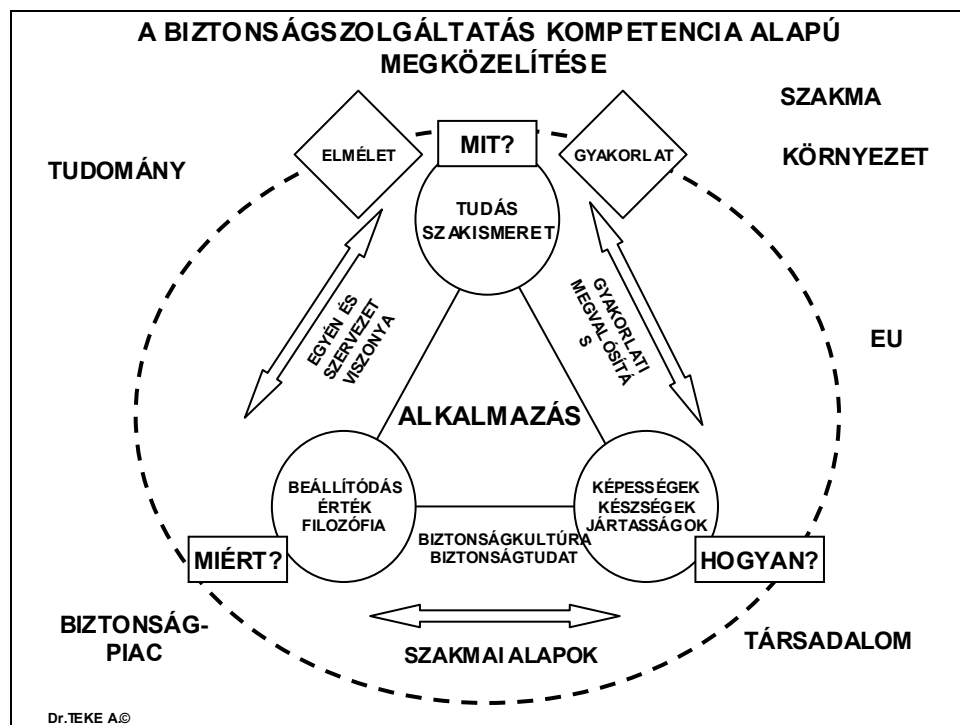 A BIZTONSÁGSZOLGÁLTATÁS KOMPETENCIA ALAPÚ
MEGKÖZELÍTÉSE
SZAKMA
KÖRNYEZET
TUDOMÁNY
ELMÉLET
MIT?
GYAKORLAT
TUDÁS
SZAKISMERET
EGYÉN ÉS
SZERVEZET
VISZONYA
GYAKORLATI
MEGVALÓSÍTÁ
S
EU
ALKALMAZÁS
BEÁLLÍTÓDÁS
ÉRTÉK
FILOZÓFIA
KÉPESSÉGEK
KÉSZSÉGEK
JÁRTASSÁGOK
BIZTONSÁGKULTÚRA
BIZTONSÁGTUDAT
MIÉRT?
HOGYAN?
BIZTONSÁG-
PIAC
SZAKMAI ALAPOK
TÁRSADALOM
Dr.TEKE A.©